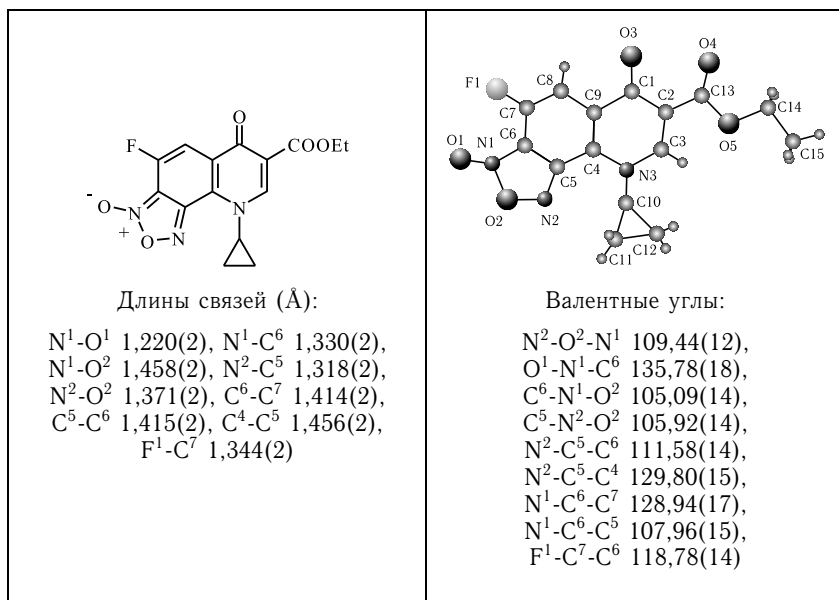 O
F
COOEt
-
O
N
+
O
N
N
Длины связей (Å):
N¹-O¹ 1,220(2), N¹-C⁶ 1,330(2),
N¹-O² 1,458(2), N²-C⁵ 1,318(2),
N²-O² 1,371(2), C⁶-C⁷ 1,414(2),
C⁵-C⁶ 1,415(2), C⁴-C⁵ 1,456(2),
F¹-C⁷ 1,344(2)
O3 O4
F1 C8 C1 C13
C9 C2 C14
C7
O1 N1 C6 C3 O5 C15
C4 N3
C5
O2 N2 C10
C12
C11
Валентные углы:
N²-O²-N¹ 109,44(12),
O¹-N¹-C⁶ 135,78(18),
C⁶-N¹-O² 105,09(14),
C⁵-N²-O² 105,92(14),
N²-C⁵-C⁶ 111,58(14),
N²-C⁵-C⁴ 129,80(15),
N¹-C⁶-C⁷ 128,94(17),
N¹-C⁶-C⁵ 107,96(15),
F¹-C⁷-C⁶ 118,78(14)